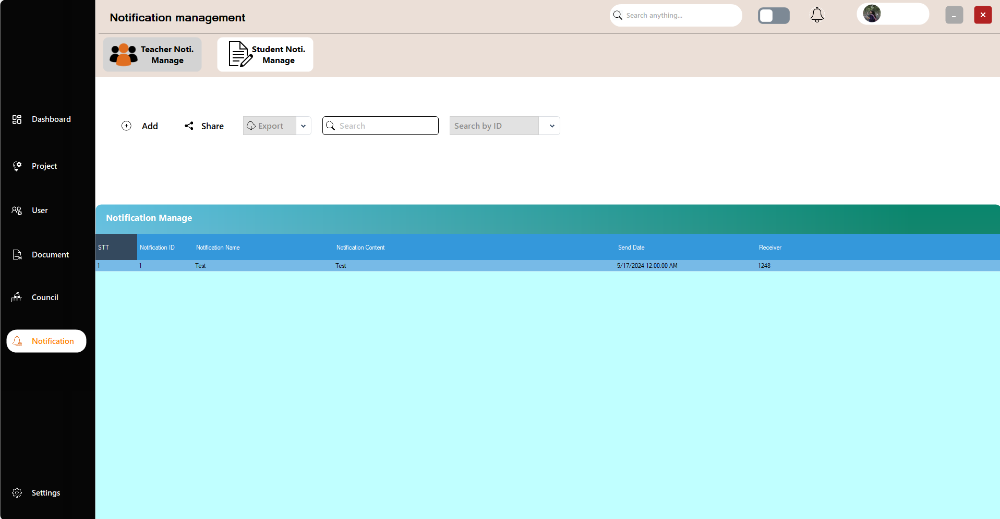 Notification management
Search anything...
Teacher Noti.
Manage
Student Noti.
Manage
Dashboard
Project
User
Document
Council
Notification
Settings
Add
Share
Export
Search
Search by ID
Notification Manage
STT Notification ID Notification Name Notification Content Send Date Receiver
1 1 Test Test 5/17/2024 12:00:00 AM 1248